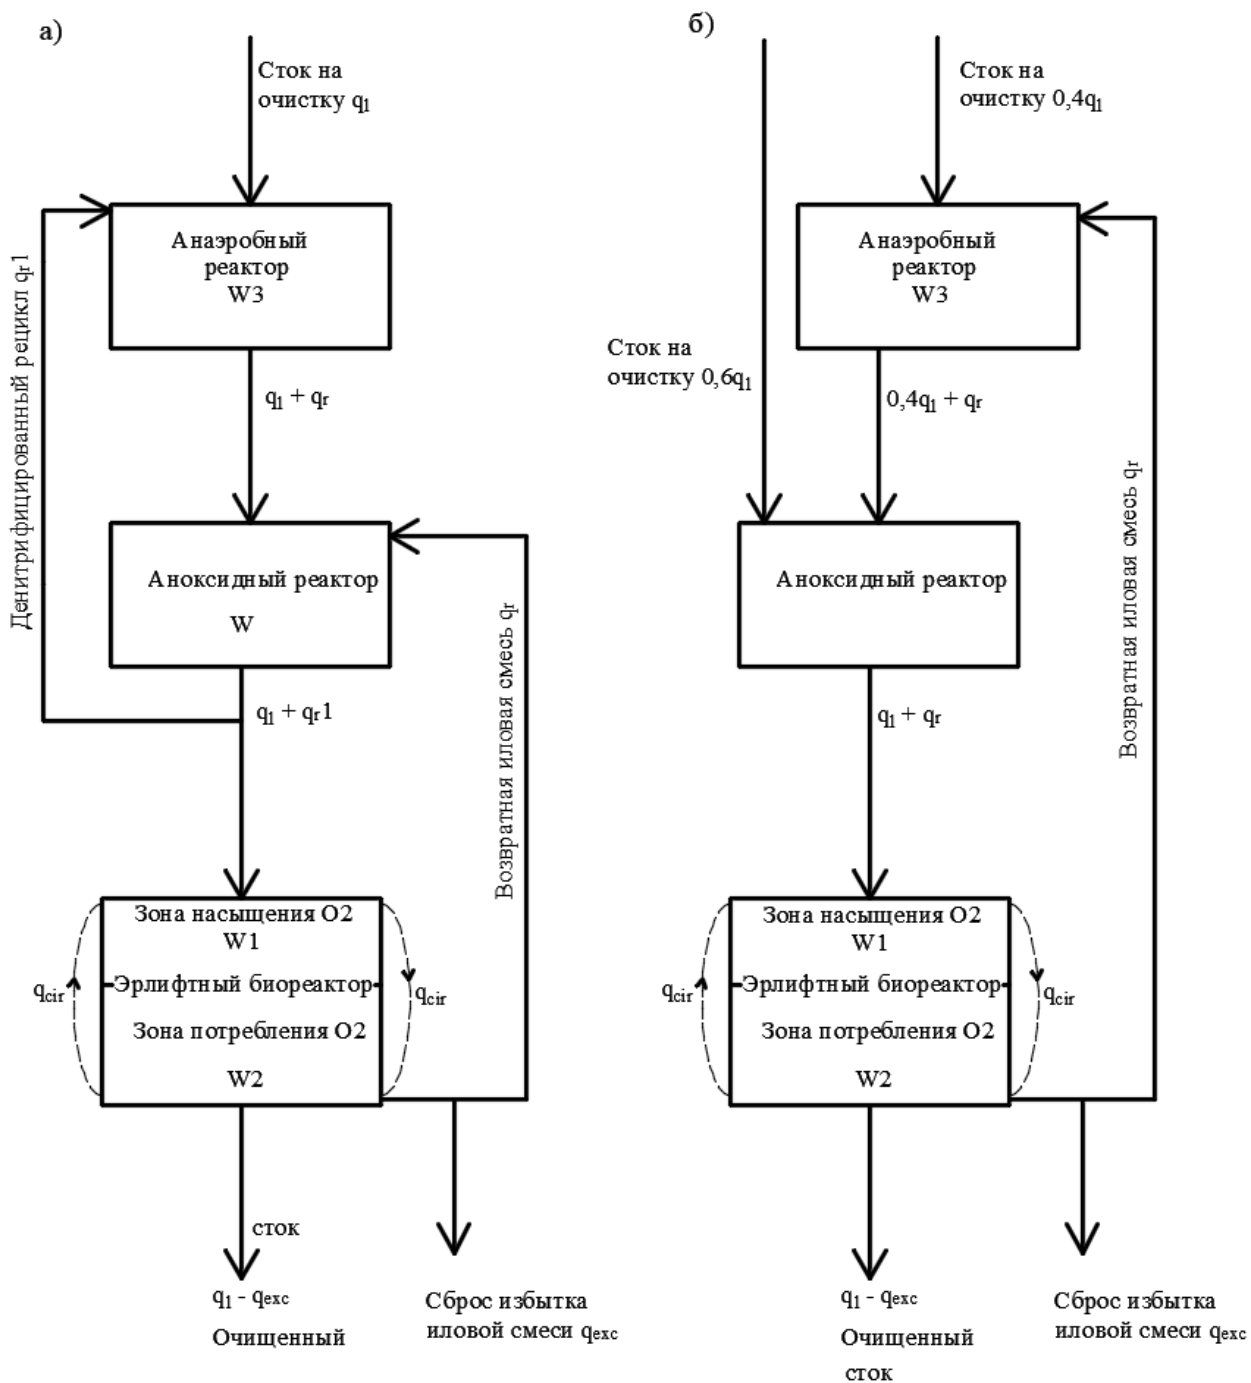 а)
Сток на
очистку q1
Анаэробный
реактор
W3
Денитрифицированный рецикл qr1
q1 + qr
Аноксидный реактор
W
Возвратная иловая смесь qr
q1 + qr1
Зона насыщения O2
W1
Эрлифтный биореактор
qcir
qcir
Зона потребления O2
W2
сток
q1 - qexc
Очищенный
Сброс избытка
иловой смеси qexc
б)
Сток на
очистку 0,4q1
Анаэробный
реактор
W3
Сток на
очистку 0,6q1
0,4q1 + qr
Возвратная иловая смесь qr
Аноксидный реактор
q1 + qr
Зона насыщения O2
W1
Эрлифтный биореактор
qcir
qcir
Зона потребления O2
W2
q1 - qexc
Очищенный
сток
Сброс избытка
иловой смеси qexc